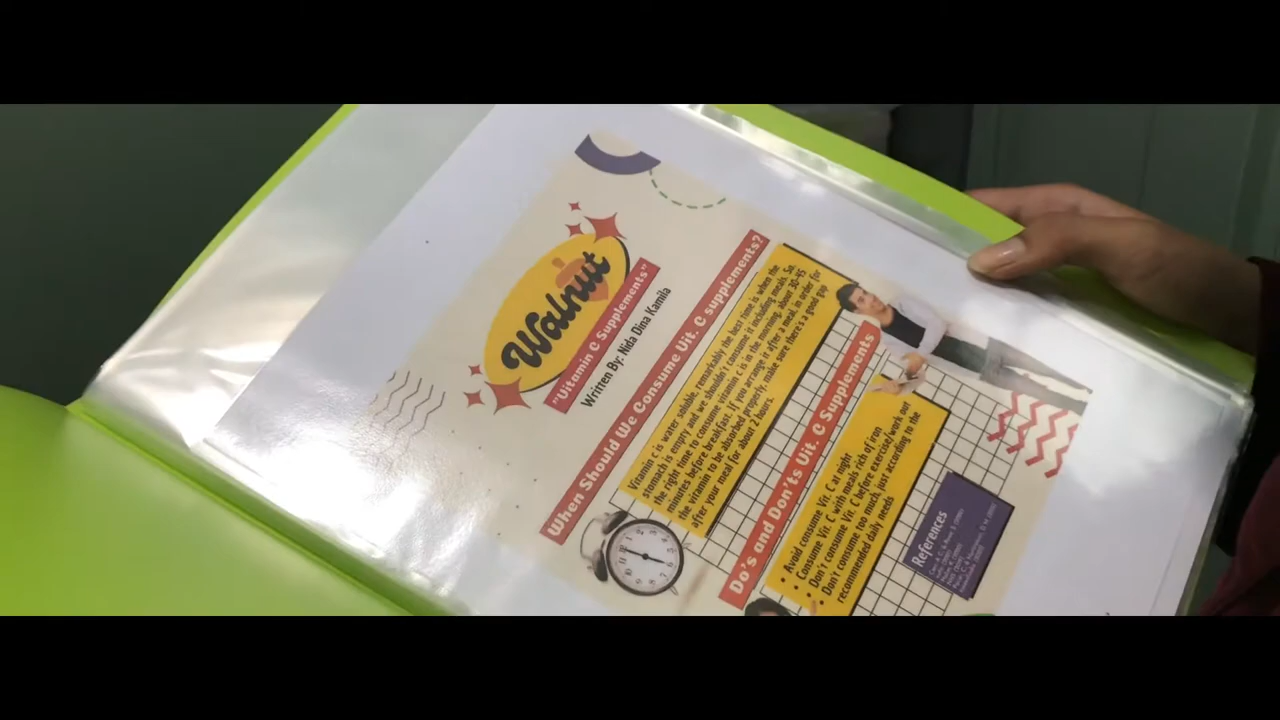 Walnut
"Vitamin C Supplements"
Written By: Nida Dina Kamila
When Should We Consume Vit. C supplements?
Vitamin C is water soluble, remarkably the best time is when the
stomach is empty and we shouldn't consume it including meals. So,
the right time to consume vitamin C is in the morning, about 30-45
minutes before breakfast. If you arrange it after a meal, in order for
the vitamin to be absorbed properly, make sure there's a good gap
after your meal for about 2 hours.
Do's and Don'ts Vit. C Supplements
• Avoid consume Vit. C at night
• Consume Vit. C with meals rich of iron
• Don't consume Vit. C before exercise/work out
• Don't consume too much, just according to the
recommended daily needs
References